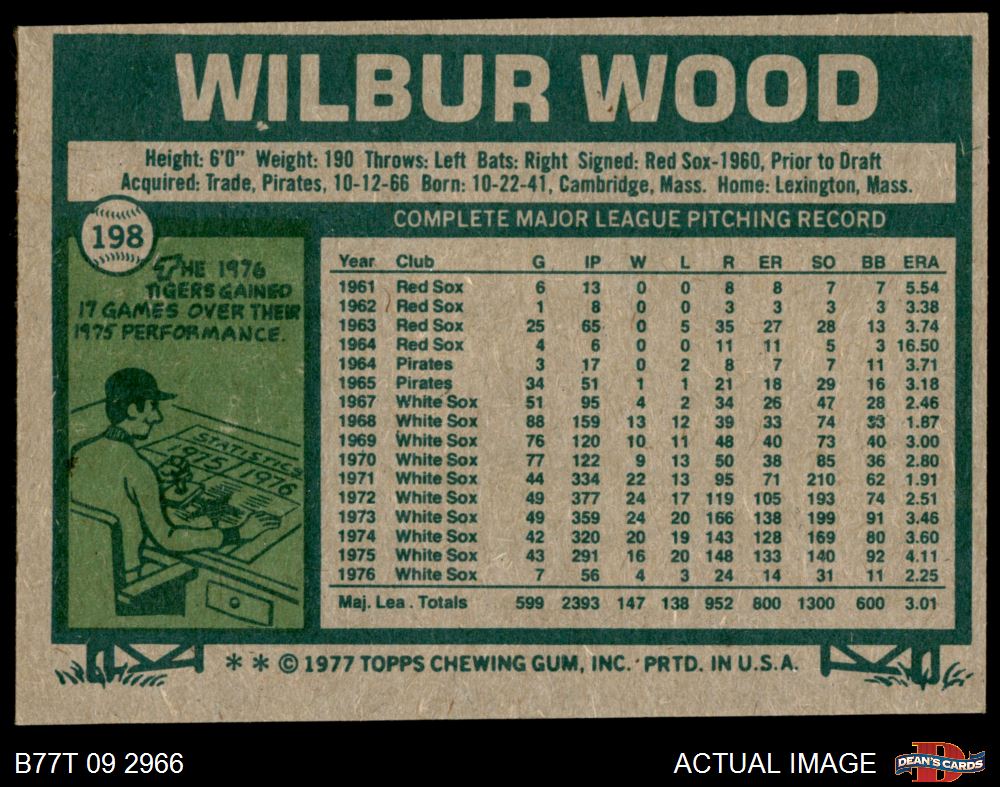 WILBUR WOOD
Height: 6'0" Weight: 190 Throws: Left Bats: Right Signed: Red Sox-1960, Prior to Draft
Acquired: Trade, Pirates, 10-12-66 Born: 10-22-41, Cambridge, Mass. Home: Lexington, Mass.
198
THE 1976
TIGERS GAINED
17 GAMES OVER THEIR
1975 PERFORMANCE.
STATISTICS
1975 1976
COMPLETE MAJOR LEAGUE PITCHING RECORD
Year Club G IP W L R ER SO BB ERA
1961 Red Sox 6 13 0 0 8 8 7 7 5.54
1962 Red Sox 1 8 0 0 3 3 3 3 3.38
1963 Red Sox 25 65 0 5 35 27 28 13 3.74
1964 Red Sox 4 6 0 0 11 11 5 3 16.50
1964 Pirates 3 17 0 2 8 7 7 11 3.71
1965 Pirates 34 51 1 1 21 18 29 16 3.18
1967 White Sox 51 95 4 2 34 26 47 28 2.46
1968 White Sox 88 159 13 12 39 33 74 33 1.87
1969 White Sox 76 120 10 11 48 40 73 40 3.00
1970 White Sox 77 122 9 13 50 38 85 36 2.80
1971 White Sox 44 334 22 13 95 71 210 62 1.91
1972 White Sox 49 377 24 17 119 105 193 74 2.51
1973 White Sox 49 359 24 20 166 138 199 91 3.46
1974 White Sox 42 320 20 19 143 128 169 80 3.60
1975 White Sox 43 291 16 20 148 133 140 92 4.11
1976 White Sox 7 56 4 3 24 14 31 11 2.25
Maj. Lea. Totals 599 2393 147 138 952 800 1300 600 3.01
* * © 1977 TOPPS CHEWING GUM, INC. PRTD. IN U.S.A.
B77T 09 2966
ACTUAL IMAGE
D
DEAN'S CARDS